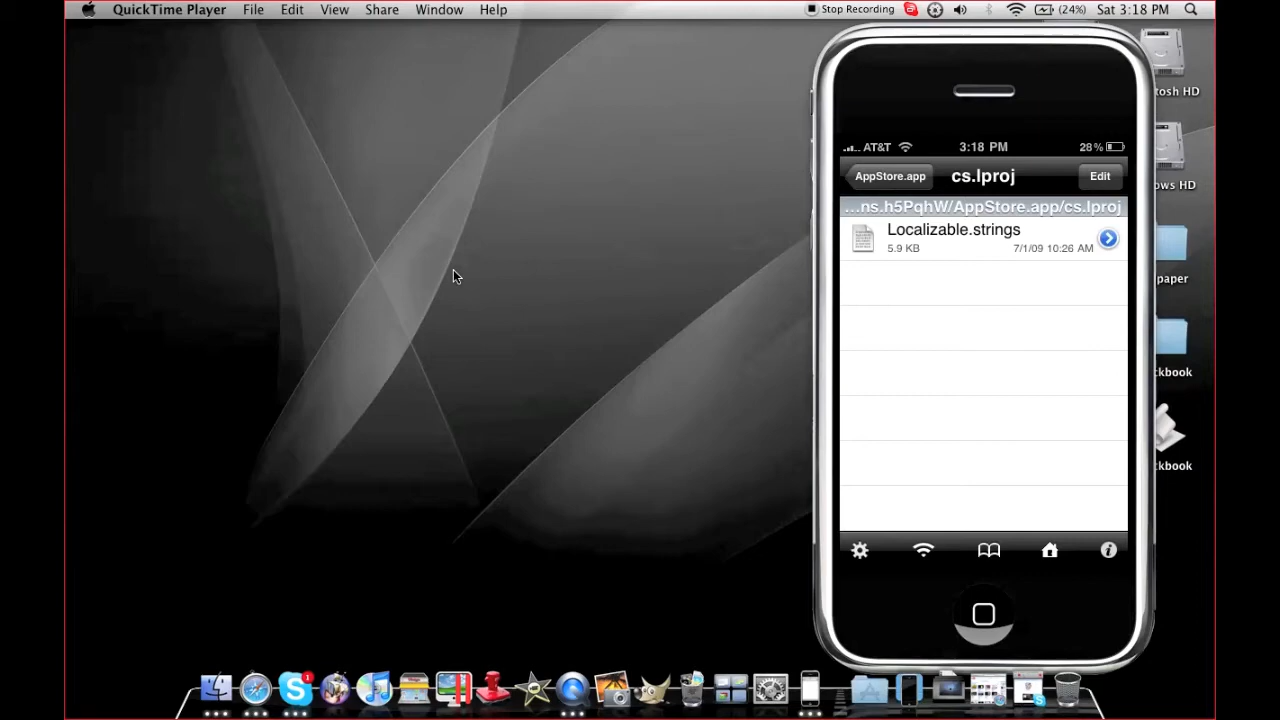 QuickTime Player File Edit View Share Window Help Stop Recording (24%) Sat 3:18 PM
tosh HD
AT&T 3:18 PM 28%
AppStore.app cs.lproj Edit
ows HD
...ns.h5PqhW/AppStore.app/cs.lproj
Localizable.strings
5.9 KB 7/1/09 10:26 AM
paper
ckbook
ckbook
1